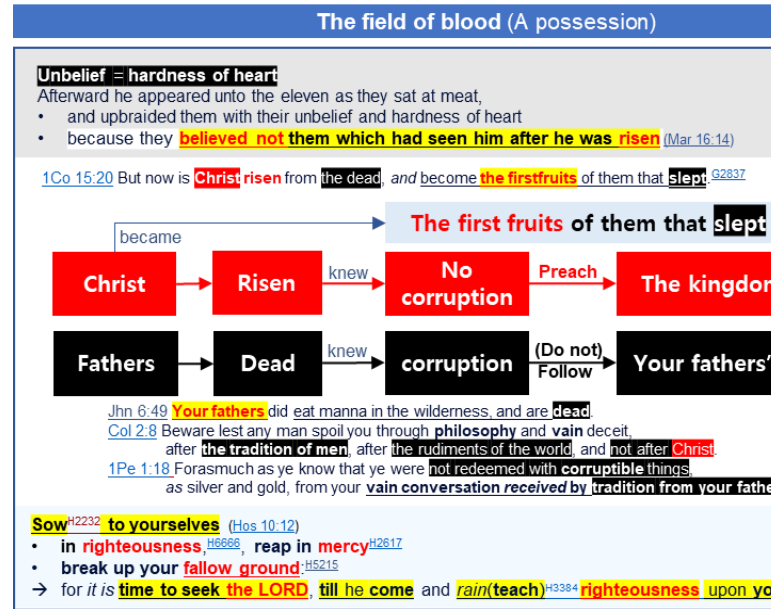 The field of blood (A possession)
Unbelief = hardness of heart
Afterward he appeared unto the eleven as they sat at meat,
• and upbraided them with their unbelief and hardness of heart
• because they believed not them which had seen him after he was risen (Mar 16:14)
1Co 15:20 But now is Christ risen from the dead, and become the firstfruits of them that slept.G2837
The first fruits of them that slept
became
Christ
Risen
knew
No
corruption
Preach
The kingdo
Fathers
Dead
knew
corruption
(Do not)
Follow
Your fathers'
Jhn 6:49 Your fathers did eat manna in the wilderness, and are dead.
Col 2:8 Beware lest any man spoil you through philosophy and vain deceit,
after the tradition of men, after the rudiments of the world, and not after Christ.
1Pe 1:18 Forasmuch as ye know that ye were not redeemed with corruptible things,
as silver and gold, from your vain conversation received by tradition from your fathe
SowH2232 to yourselves (Hos 10:12)
• in righteousness,H6666, reap in mercyH2617
• break up your fallow ground:H5215
→ for it is time to seek the LORD, till he come and rain(teach)H3384 righteousness upon yo